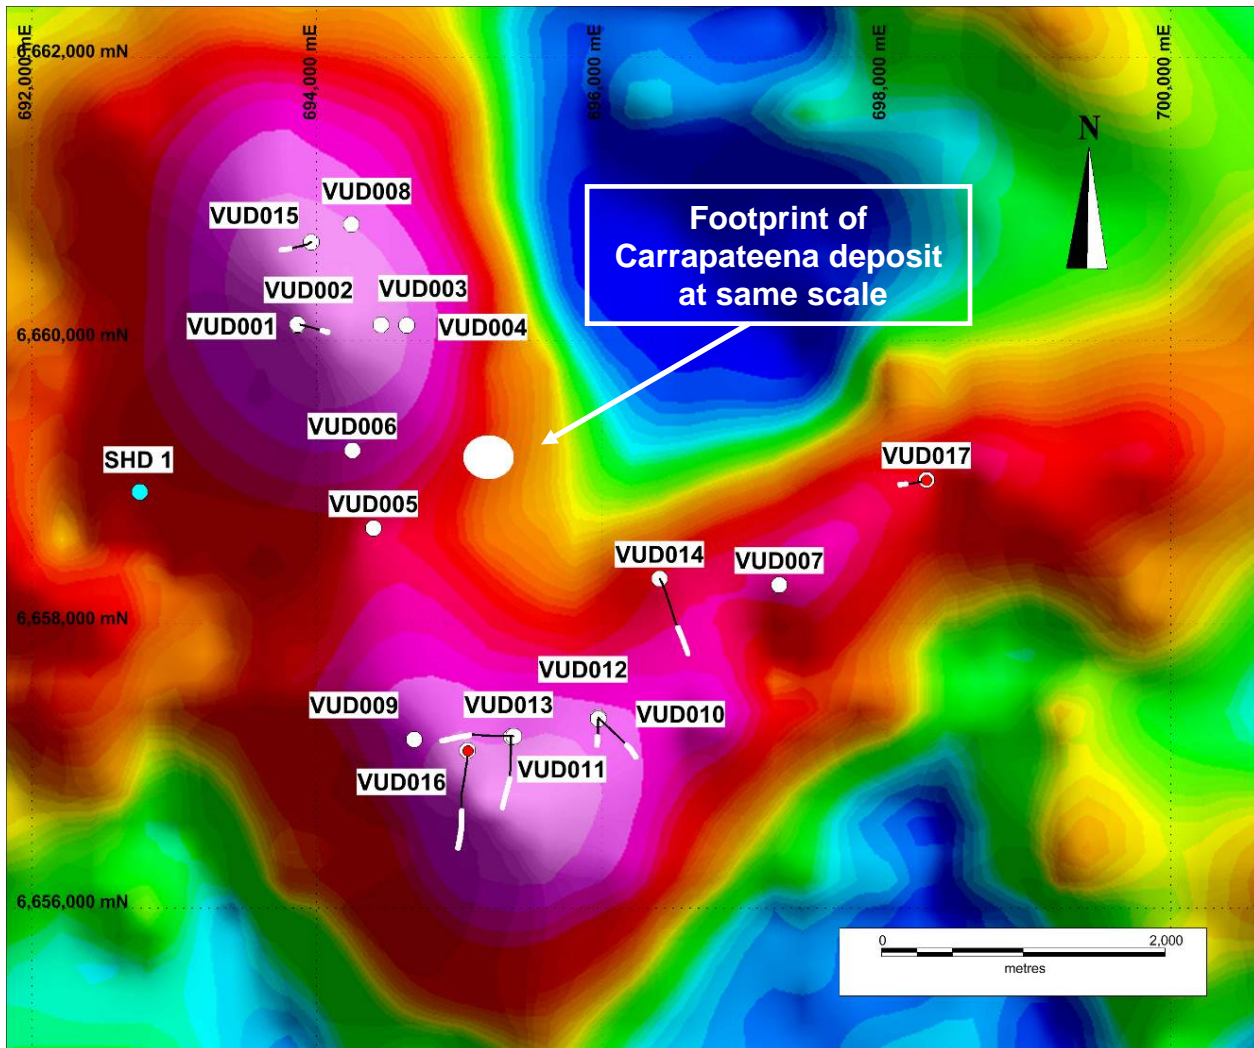 692,000 mE
694,000 mE
696,000 mE
698,000 mE
700,000 mE
6,662,000 mN
N
VUD008
VUD015
Footprint of
Carrapateena deposit
at same scale
VUD002
VUD003
VUD001
VUD004
6,660,000 mN
VUD006
SHD 1
VUD017
VUD005
VUD014
VUD007
6,658,000 mN
VUD012
VUD009
VUD013
VUD010
VUD016
VUD011
6,656,000 mN
0
2,000
metres